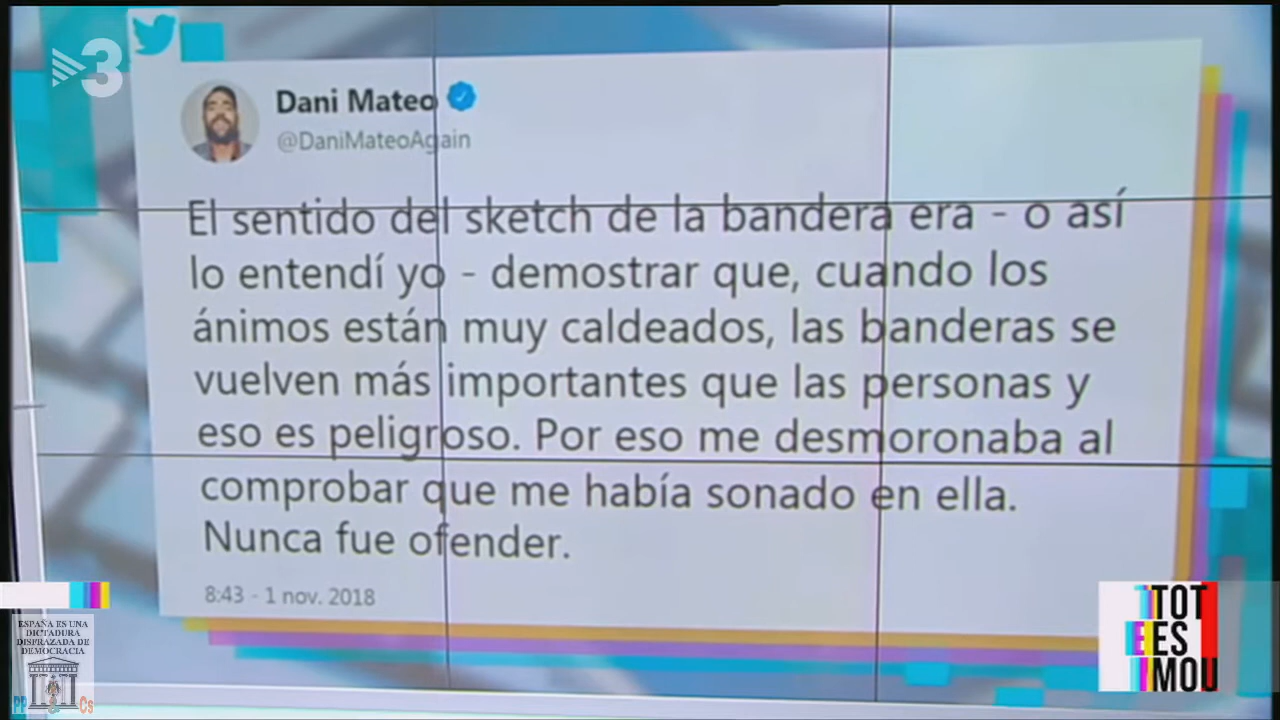 3
Dani Mateo
@DaniMateoAgain
El sentido del sketch de la bandera era - o así
lo entendí yo - demostrar que, cuando los
ánimos están muy caldeados, las banderas se
vuelven más importantes que las personas y
eso es peligroso. Por eso me desmoronaba al
comprobar que me había sonado en ella.
Nunca fue ofender.
8:43 - 1 nov. 2018
TOT
ES
MOU
ESPAÑA ES UNA
DICTADURA
DISFRAZADA DE
DEMOCRACIA
PP
Cs